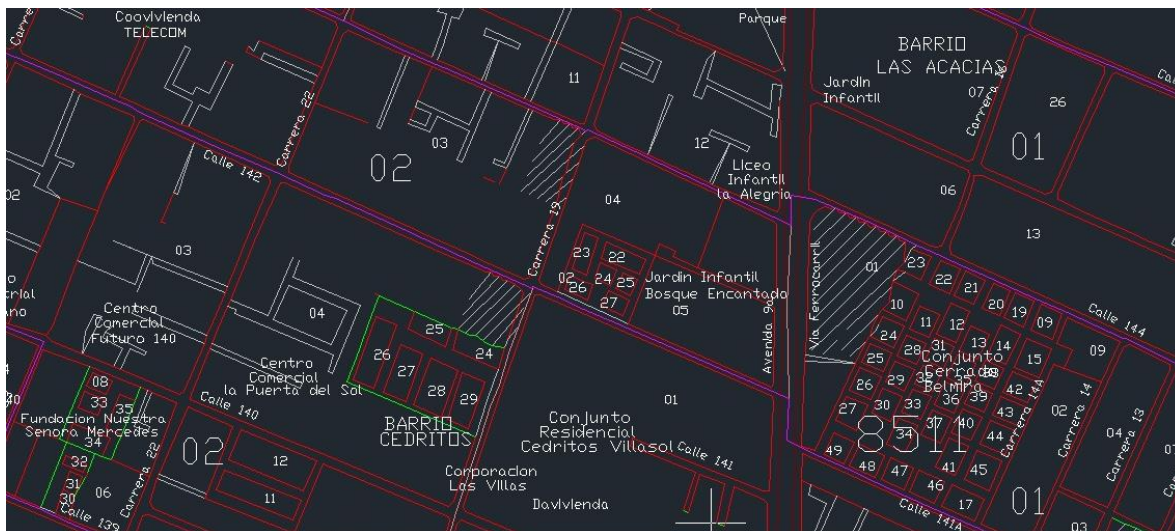 Coovivienda
TELECOM
Parque
BARRIO
LAS ACACIAS
Jardin
Infantil
07
Carrera 16
26
01
11
Carrera 22
03
02
12
Liceo
Infantil
la Alegria
06
13
Calle 142
04
02
03
Carrera 19
23
22
02
24
25
26
27
Jardin Infantil
Bosque Encantado
05
Avenida 9a
Via Ferrocarril
01
23
22
21
20
19
09
Calle 144
10
11
12
13
14
15
09
24
28
31
25
Conjunto
Cerrado
Belmira
26
29
32
42
27
30
33
36
39
43
34
37
40
44
8511
49
48
47
46
41
45
17
Carrera 14A
02
Carrera 14
04
Carrera 13
01
03
Calle 141A
Centro
Comercial
Futuro 140
04
25
24
26
27
28
29
Centro
Comercial
la Puerta del Sol
08
33
35
Fundacion Nuestra
Senora Mercedes
34
32
31
30
06
Calle 139
Carrera 22
02
Calle 140
12
11
BARRIO
CEDRITOS
Conjunto
Residencial
Cedritos Villasol
01
Calle 141
Corporacion
Las Villas
Davivienda